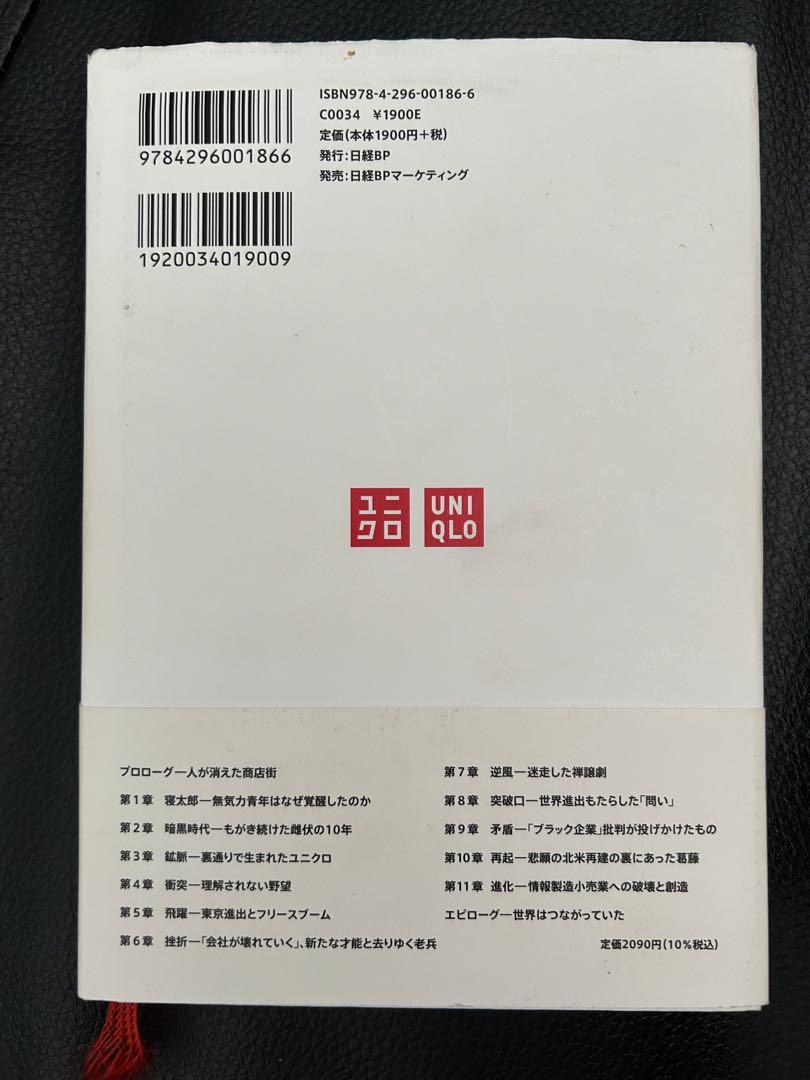 ISBN978-4-296-00186-6
C0034 ¥1900E
定価(本体1900円+税)
発行:日経BP
発売:日経BPマーケティング
9784296001866
1920034019009
ユニ
クロ
UNI
QLO
プロローグ―人が消えた商店街
第1章 寝太郎―無気力青年はなぜ覚醒したのか
第2章 暗黒時代―もがき続けた雌伏の10年
第3章 鉱脈―裏通りで生まれたユニクロ
第4章 衝突―理解されない野望
第5章 飛躍―東京進出とフリースブーム
第6章 挫折―「会社が壊れていく」、新たな才能と去りゆく老兵
第7章 逆風―迷走した禅譲劇
第8章 突破口―世界進出もたらした「問い」
第9章 矛盾―「ブラック企業」批判が投げかけたもの
第10章 再起―悲願の北米再建の裏にあった葛藤
第11章 進化―情報製造小売業への破壊と創造
エピローグ―世界はつながっていた
定価2090円(10%税込)